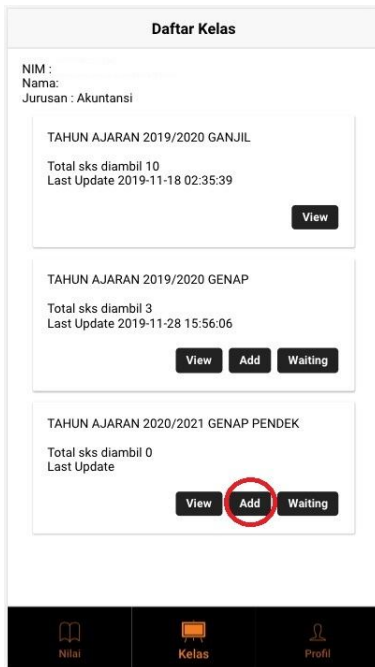 Daftar Kelas
NIM :
Nama:
Jurusan : Akuntansi
TAHUN AJARAN 2019/2020 GANJIL
Total sks diambil 10
Last Update 2019-11-18 02:35:39
View
TAHUN AJARAN 2019/2020 GENAP
Total sks diambil 3
Last Update 2019-11-28 15:56:06
View Add Waiting
TAHUN AJARAN 2020/2021 GENAP PENDEK
Total sks diambil 0
Last Update
View Add Waiting
Nilai Kelas Profil